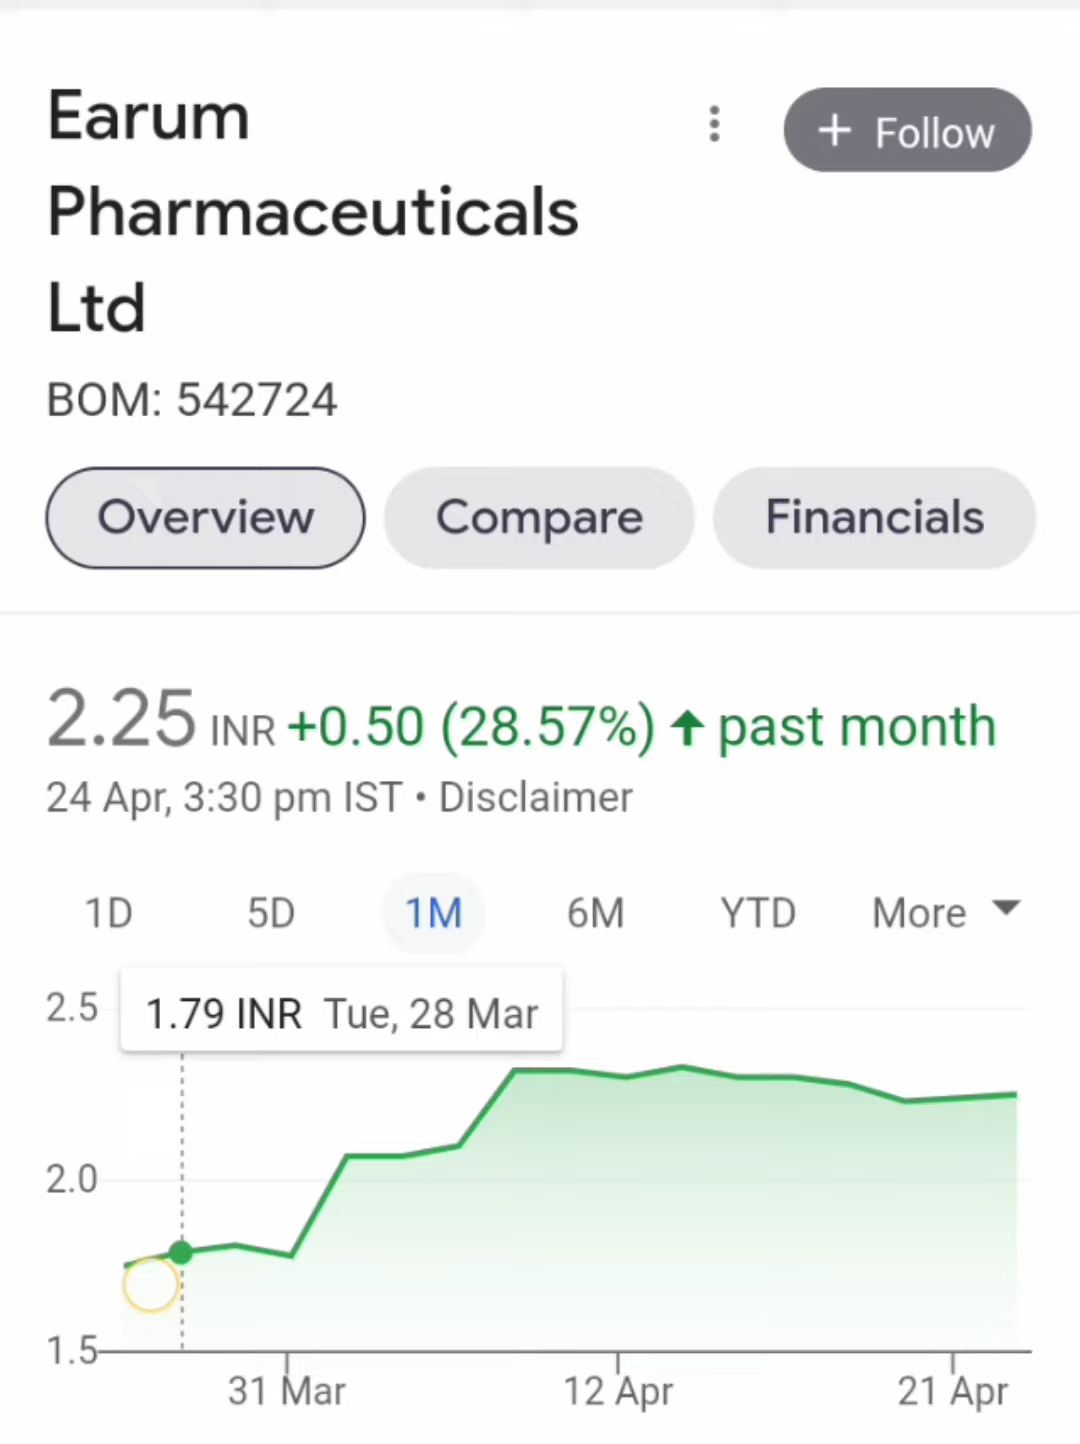 Earum
Pharmaceuticals
Ltd
+ Follow
BOM: 542724
Overview Compare Financials
2.25 INR +0.50 (28.57%) ↑ past month
24 Apr, 3:30 pm IST • Disclaimer
1D 5D 1M 6M YTD More
2.5
1.79 INR Tue, 28 Mar
2.0
1.5
31 Mar 12 Apr 21 Apr